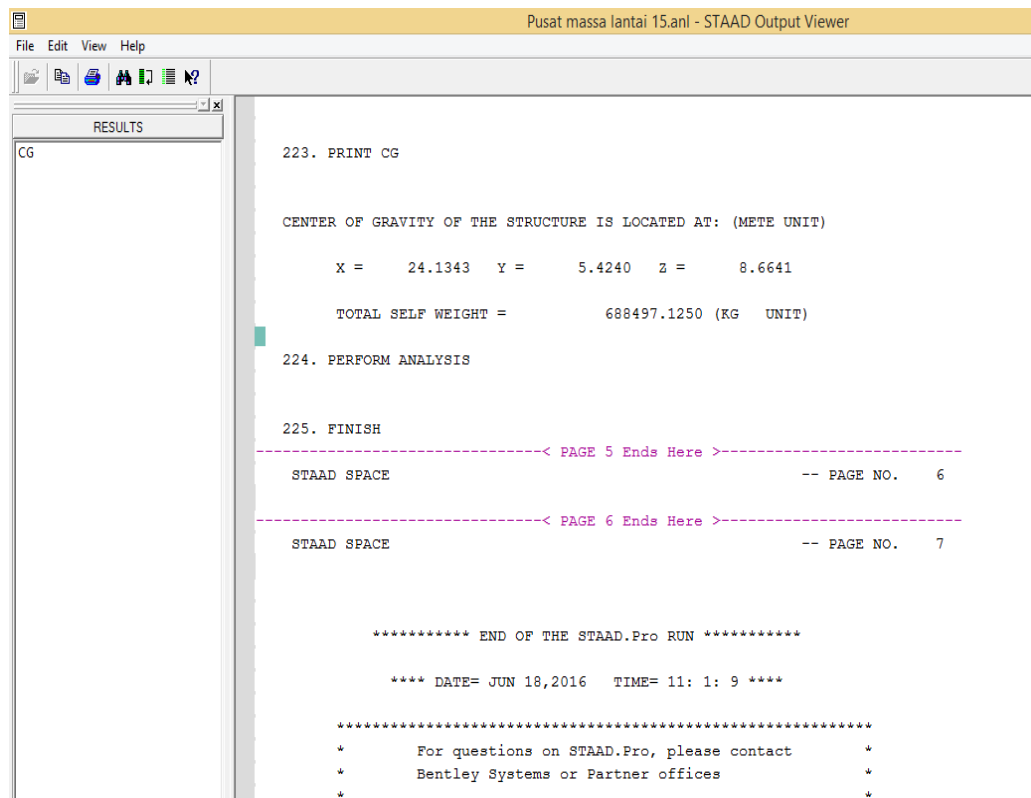 Pusat massa lantai 15.anl - STAAD Output Viewer
File Edit View Help
RESULTS
CG
223. PRINT CG
CENTER OF GRAVITY OF THE STRUCTURE IS LOCATED AT: (METE UNIT)
X = 24.1343 Y = 5.4240 Z = 8.6641
TOTAL SELF WEIGHT = 688497.1250 (KG UNIT)
224. PERFORM ANALYSIS
225. FINISH
------------------------------< PAGE 5 Ends Here >---------------------------
STAAD SPACE -- PAGE NO. 6
------------------------------< PAGE 6 Ends Here >---------------------------
STAAD SPACE -- PAGE NO. 7
*********** END OF THE STAAD.Pro RUN ***********
**** DATE= JUN 18,2016 TIME= 11: 1: 9 ****
************************************************************
* For questions on STAAD.Pro, please contact *
* Bentley Systems or Partner offices *
* *